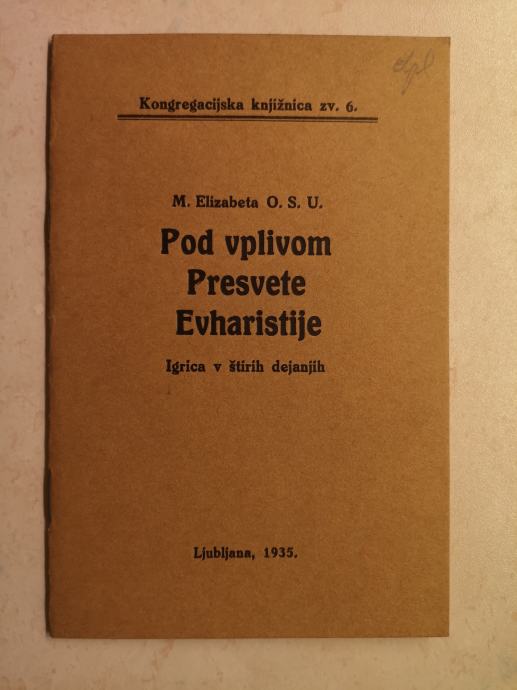 Kongregacijska knjižnica zv. 6.
M. Elizabeta O. S. U.
Pod vplivom
Presvete
Evharistije
Igrica v štirih dejanjih
Ljubljana, 1935.